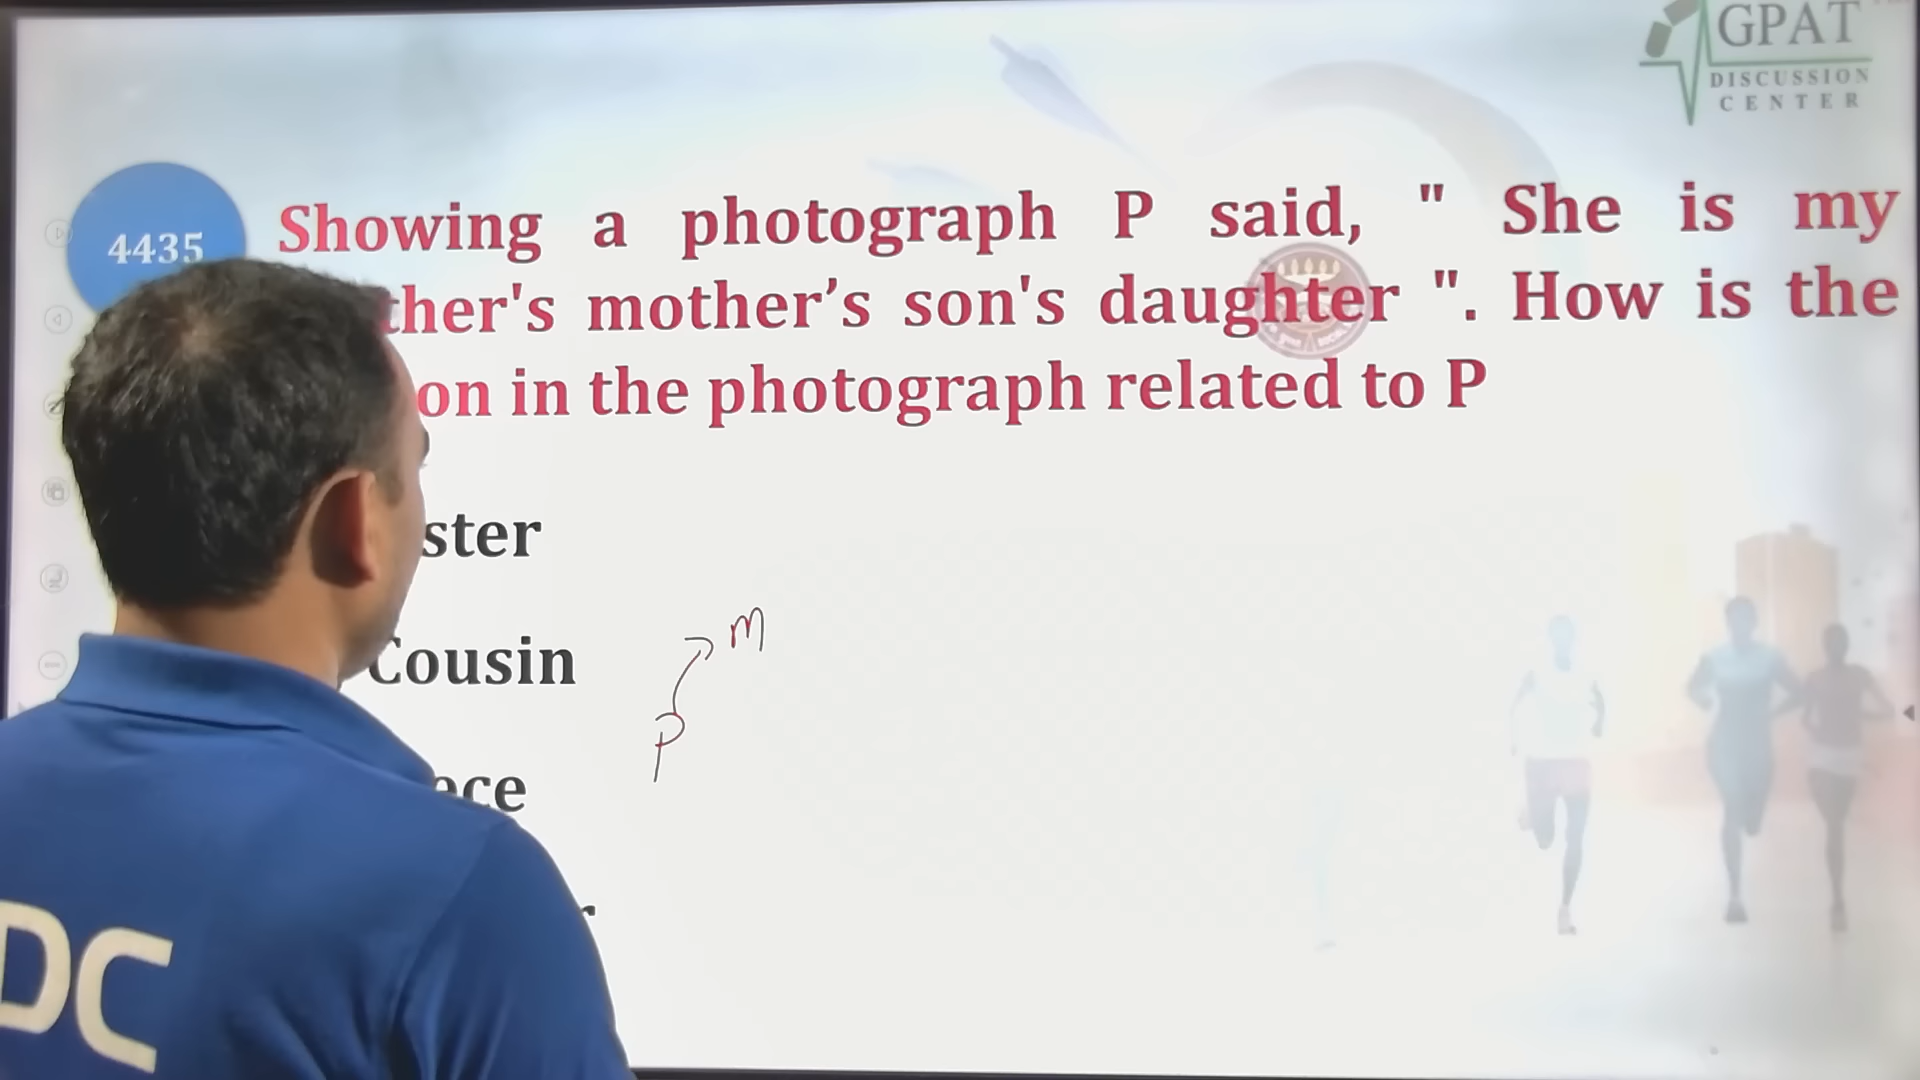 GPAT
DISCUSSION
CENTER
4435
Showing a photograph P said, " She is my
ther's mother’s son's daughter ". How is the
on in the photograph related to P
ster
Cousin
ece
r
m
P
DC